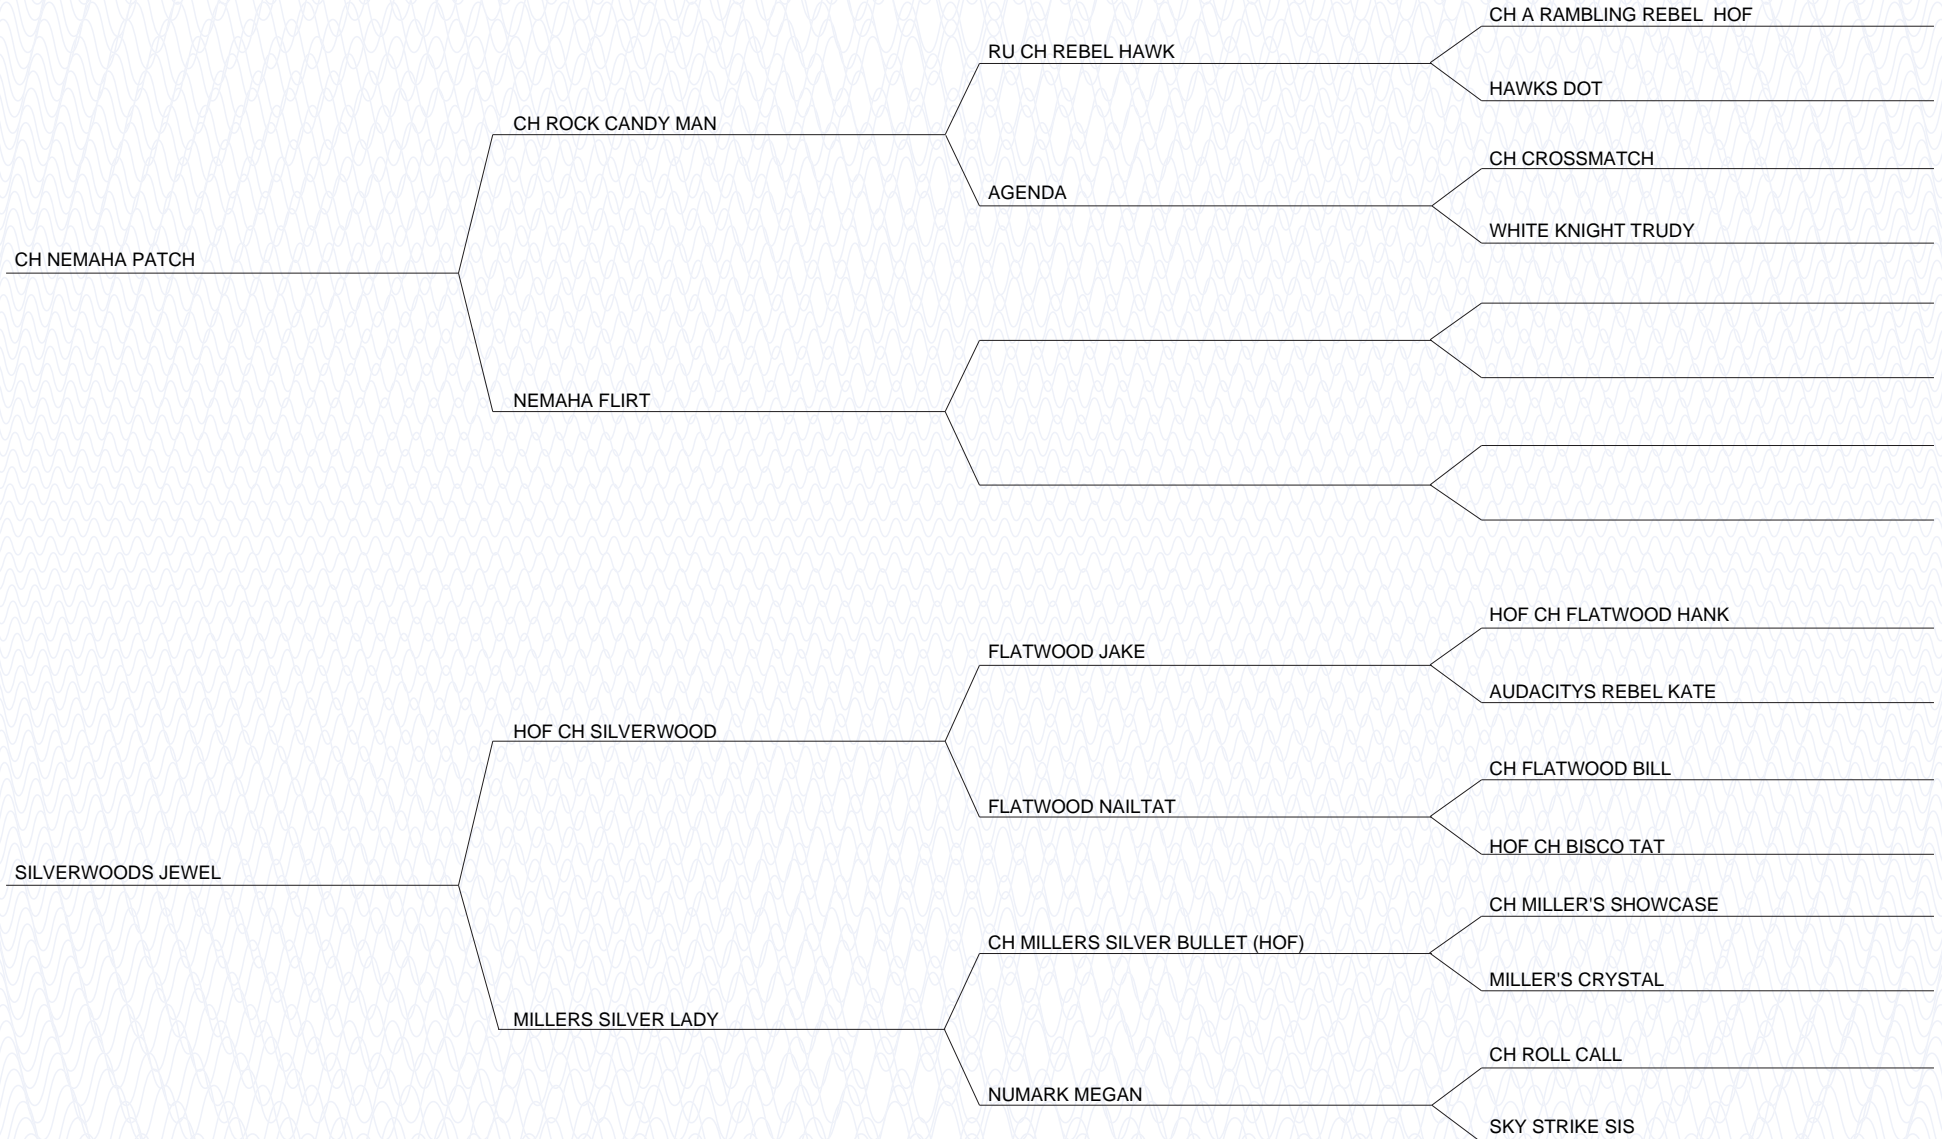 CH A RAMBLING REBEL  HOF
RU CH REBEL HAWK
HAWKS DOT
CH ROCK CANDY MAN
CH CROSSMATCH
AGENDA
WHITE KNIGHT TRUDY
CH NEMAHA PATCH
NEMAHA FLIRT
HOF CH FLATWOOD HANK
FLATWOOD JAKE
AUDACITYS REBEL KATE
HOF CH SILVERWOOD
CH FLATWOOD BILL
FLATWOOD NAILTAT
HOF CH BISCO TAT
SILVERWOODS JEWEL
CH MILLER'S SHOWCASE
CH MILLERS SILVER BULLET (HOF)
MILLER'S CRYSTAL
MILLERS SILVER LADY
CH ROLL CALL
NUMARK MEGAN
SKY STRIKE SIS